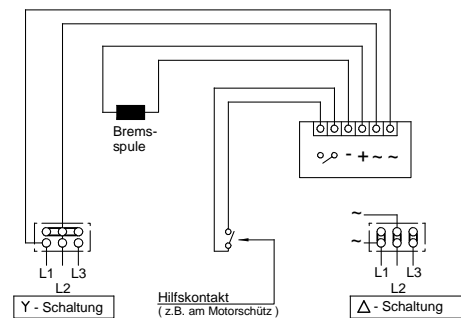 Brems-
spule
- + ~ ~
~
~
L1 L3
L2
Y - Schaltung
Hilfskontakt
( z.B. am Motorschütz )
L1 L3
L2
Δ - Schaltung